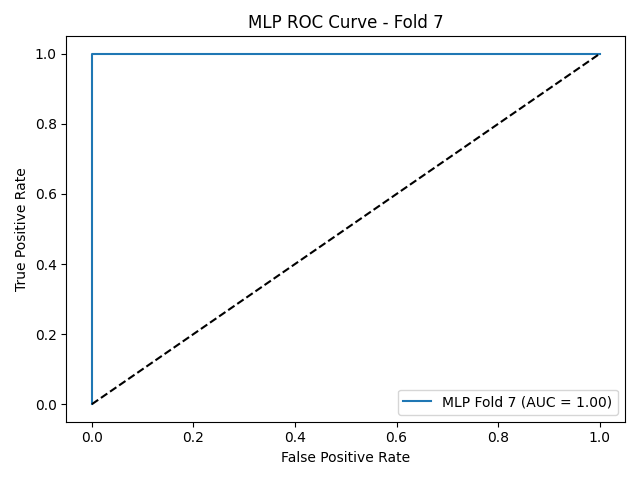 MLP ROC Curve - Fold 7
True Positive Rate
1.0
0.8
0.6
0.4
0.2
0.0
0.0 0.2 0.4 0.6 0.8 1.0
False Positive Rate
MLP Fold 7 (AUC = 1.00)